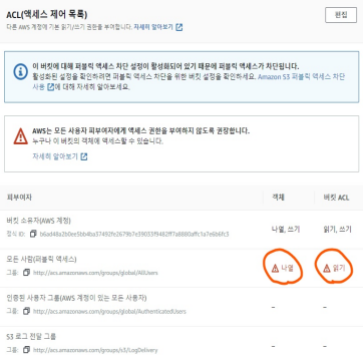 ACL(액세스 제어 목록)
편집
다른 AWS 계정에 기본 읽기/쓰기 권한을 부여합니다. 자세히 알아보기
이 버킷에 대해 퍼블릭 액세스 차단 설정이 활성화되어 있기 때문에 퍼블릭 액세스가 차단됩니다.
활성화된 설정을 확인하려면 퍼블릭 액세스 차단을 위한 버킷 설정을 확인하세요. Amazon S3 퍼블릭 액세스 차단
사용 에 대해 자세히 알아보세요.
AWS는 모든 사용자 피부여자에게 액세스 권한을 부여하지 않도록 권장합니다.
누구나 이 버킷의 객체에 액세스할 수 있습니다.
자세히 알아보기
피부여자 객체 버킷 ACL
버킷 소유자(AWS 계정)
정식 ID: 
나열, 쓰기 읽기, 쓰기
모든 사람(퍼블릭 액세스)
그룹: http://acs.amazonaws.com/groups/global/AllUsers
나열 읽기
인증된 사용자 그룹(AWS 계정이 있는 모든 사용자)
그룹: http://acs.amazonaws.com/groups/global/AuthenticatedUsers
- -
S3 로그 전달 그룹
그룹: http://acs.amazonaws.com/groups/s3/LogDelivery
- -